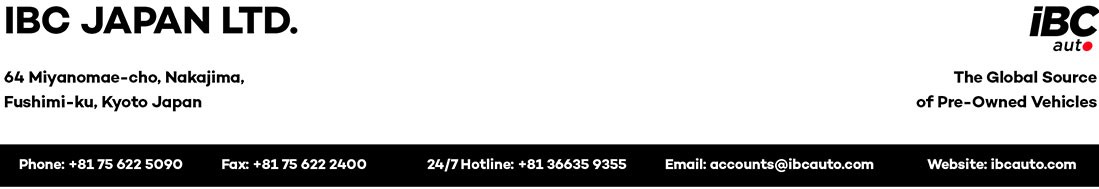 IBC JAPAN LTD.
iBC
auto
64 Miyanomae-cho, Nakajima,
Fushimi-ku, Kyoto Japan
The Global Source
of Pre-Owned Vehicles
Phone: +81 75 622 5090 Fax: +81 75 622 2400 24/7 Hotline: +81 36635 9355 Email: accounts@ibcauto.com Website: ibcauto.com